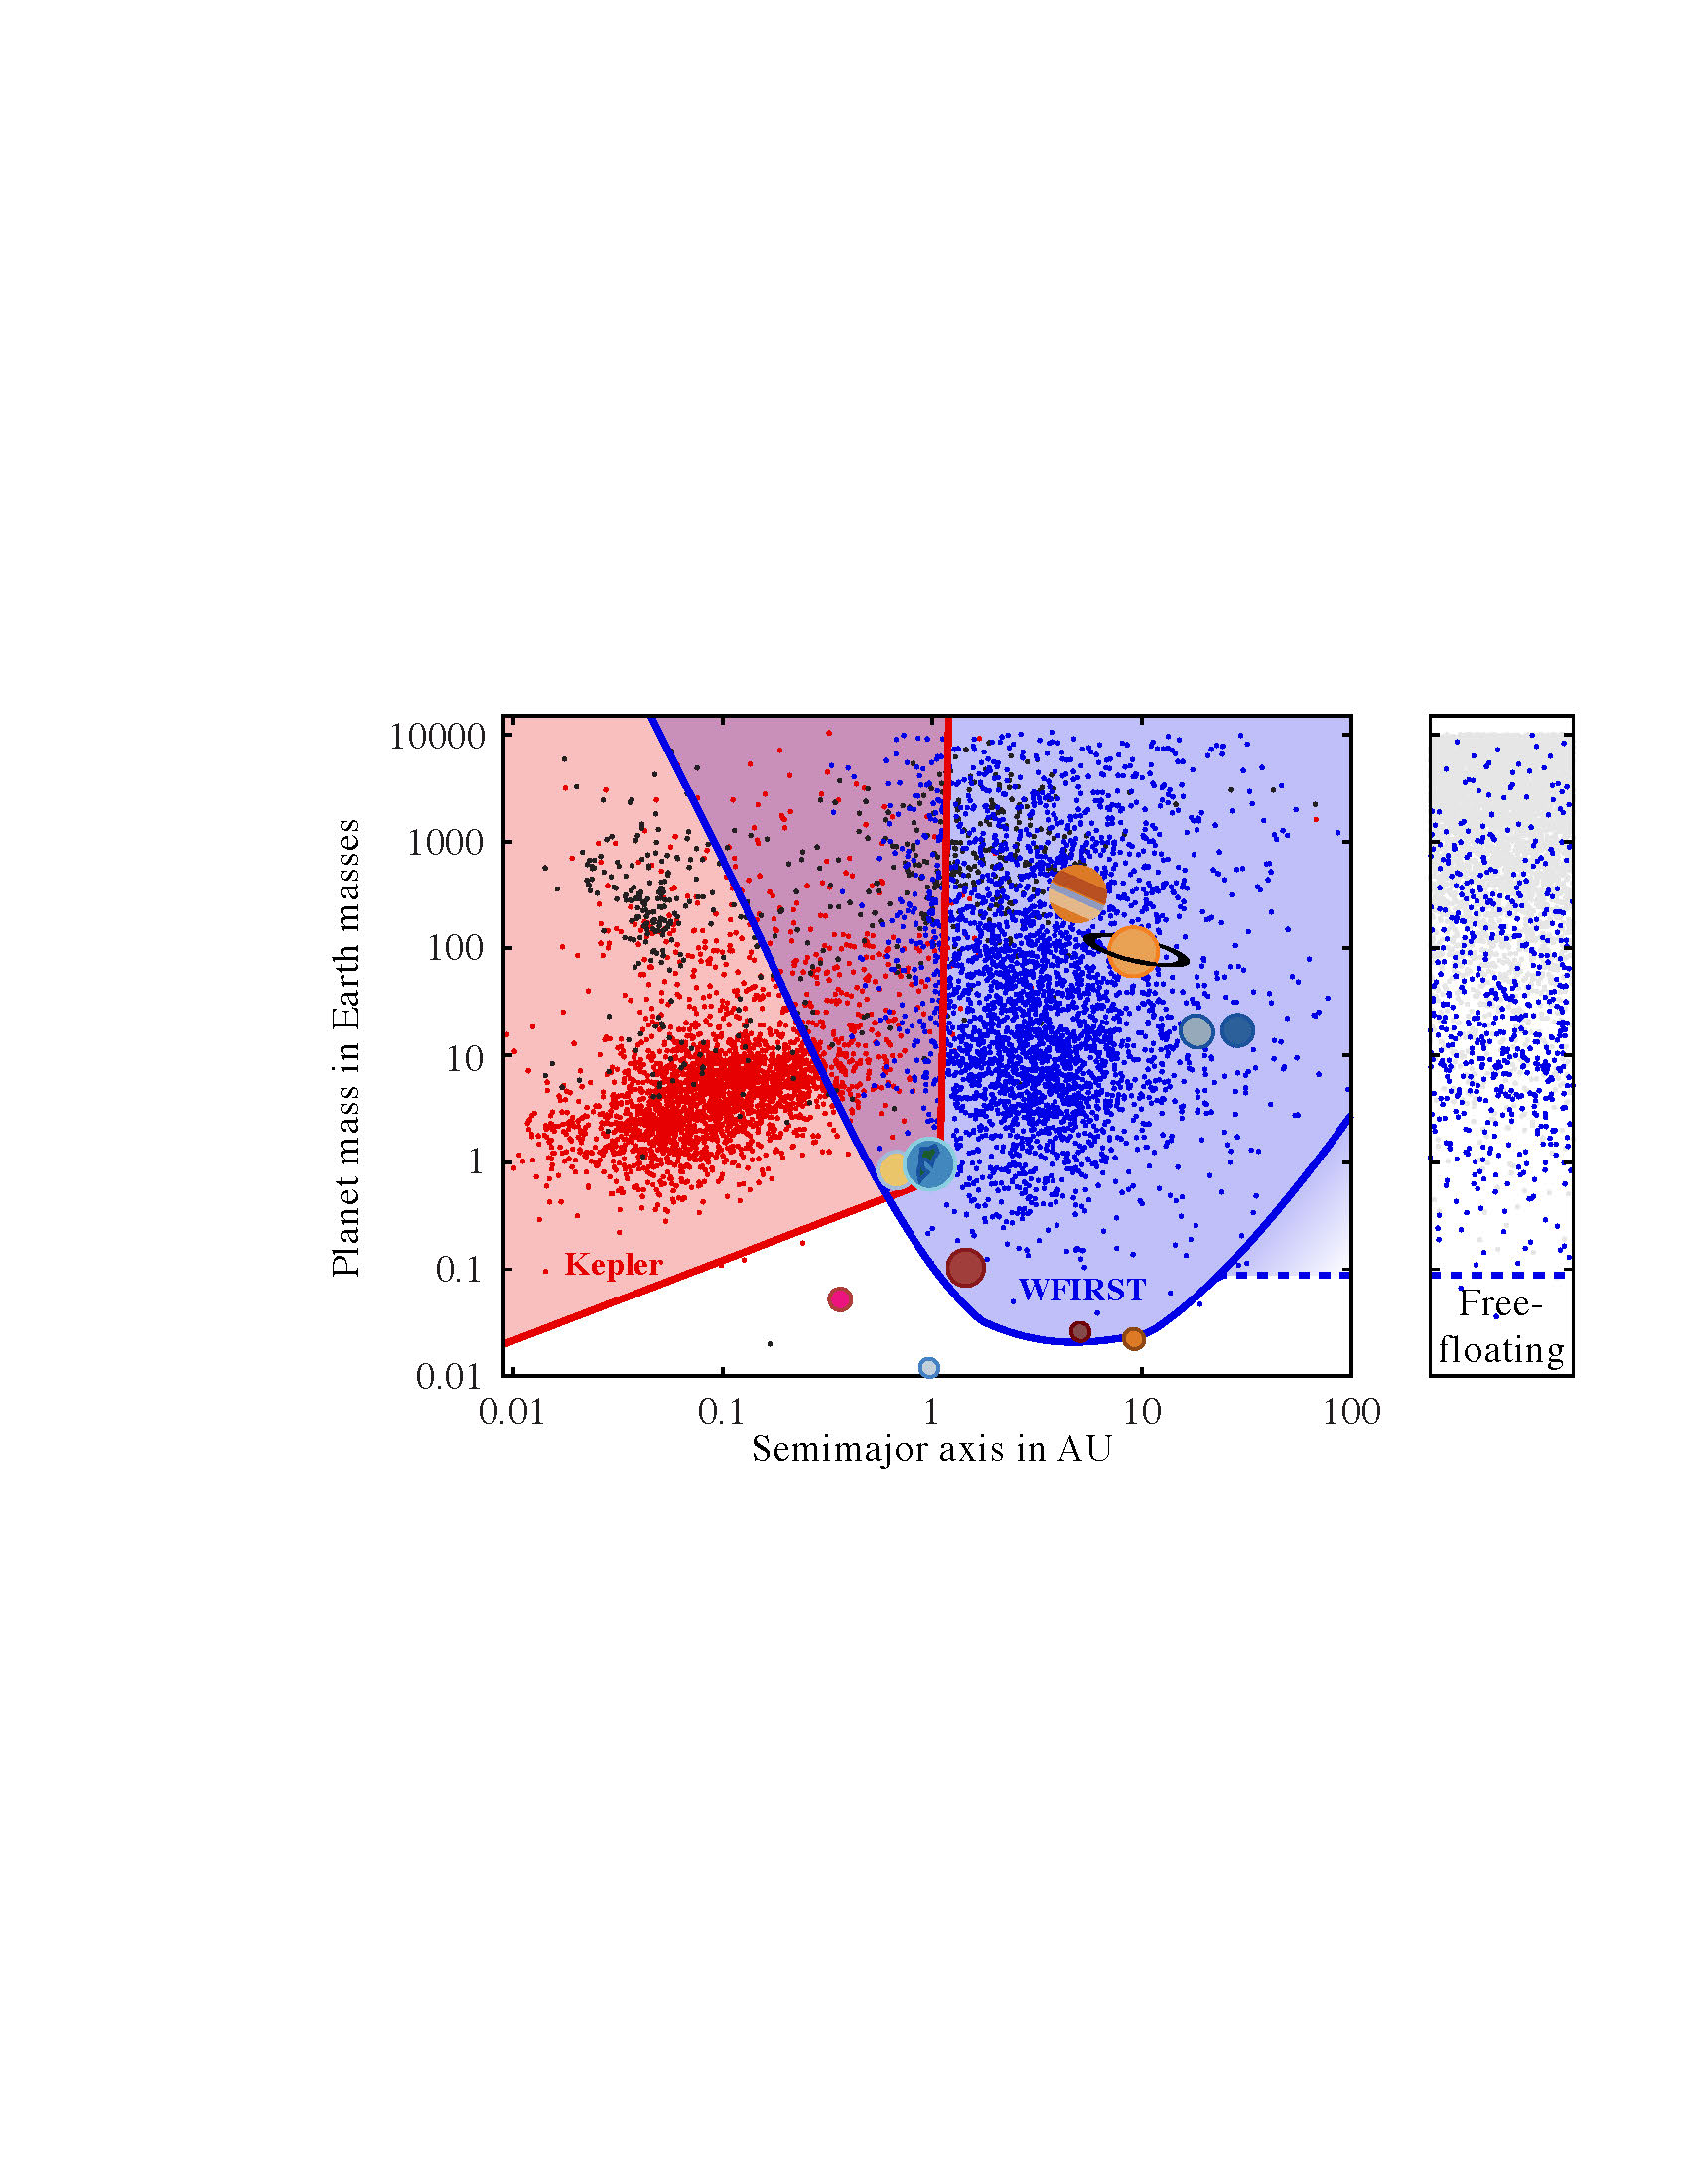 10000
1000
100
10
1
0.1
0.01
Planet mass in Earth masses
Kepler
WFIRST
Free-
floating
0.01 0.1 1 10 100
Semimajor axis in AU